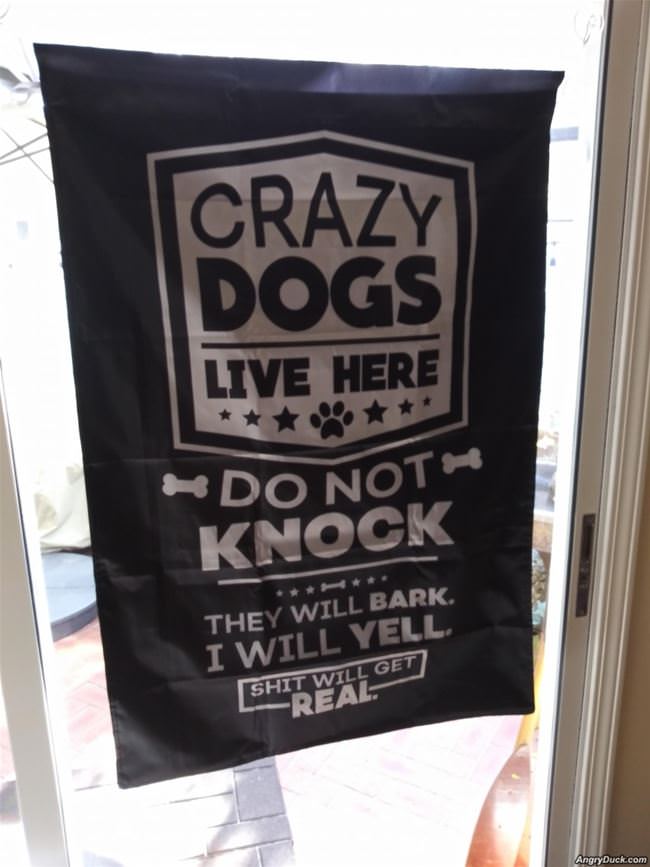 CRAZY
DOGS
LIVE HERE
DO NOT
KNOCK
THEY WILL BARK.
I WILL YELL.
SHIT WILL GET
REAL.
AngryDuck.com